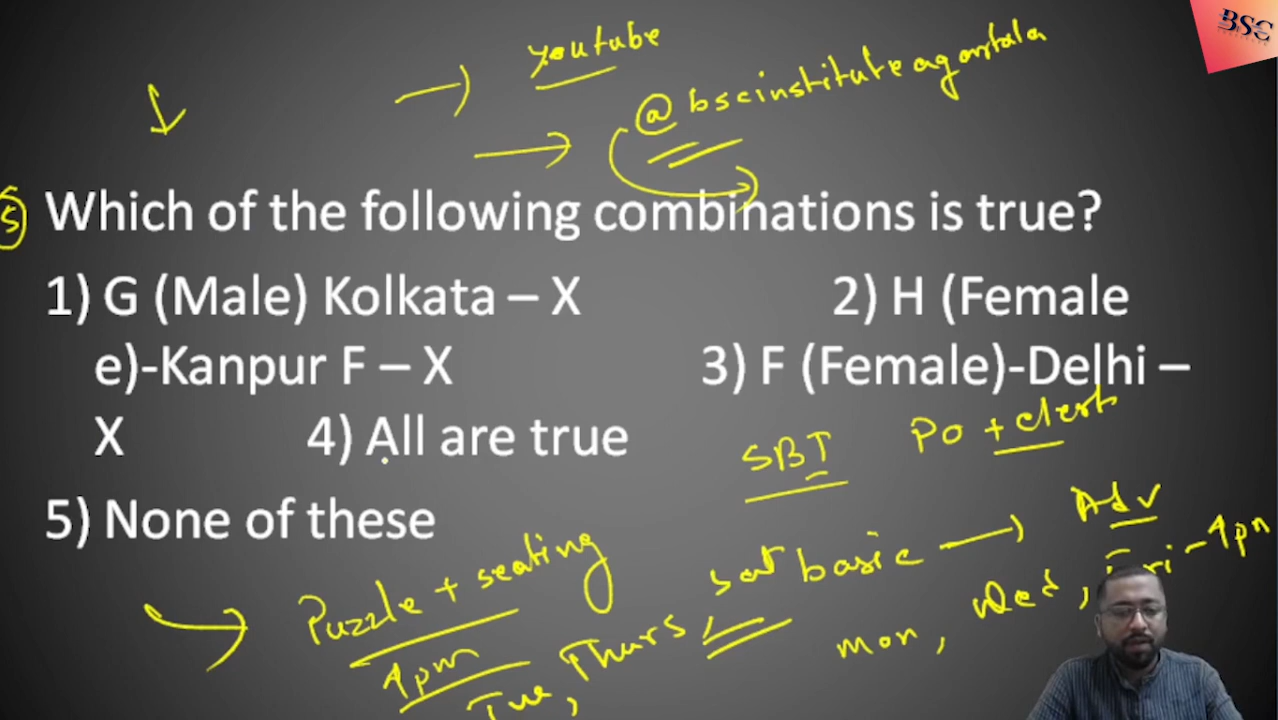 BSC
youtube
@bscinstituteagartala
5 Which of the following combinations is true?
1) G (Male) Kolkata – X 2) H (Female
e)-Kanpur F – X 3) F (Female)-Delhi –
X 4) All are true
SBT PO + clerk
5) None of these
Adv
Puzzle + seating
4pm
Tue, Thurs, sat basic
mon, Wed, Fri - 4pm